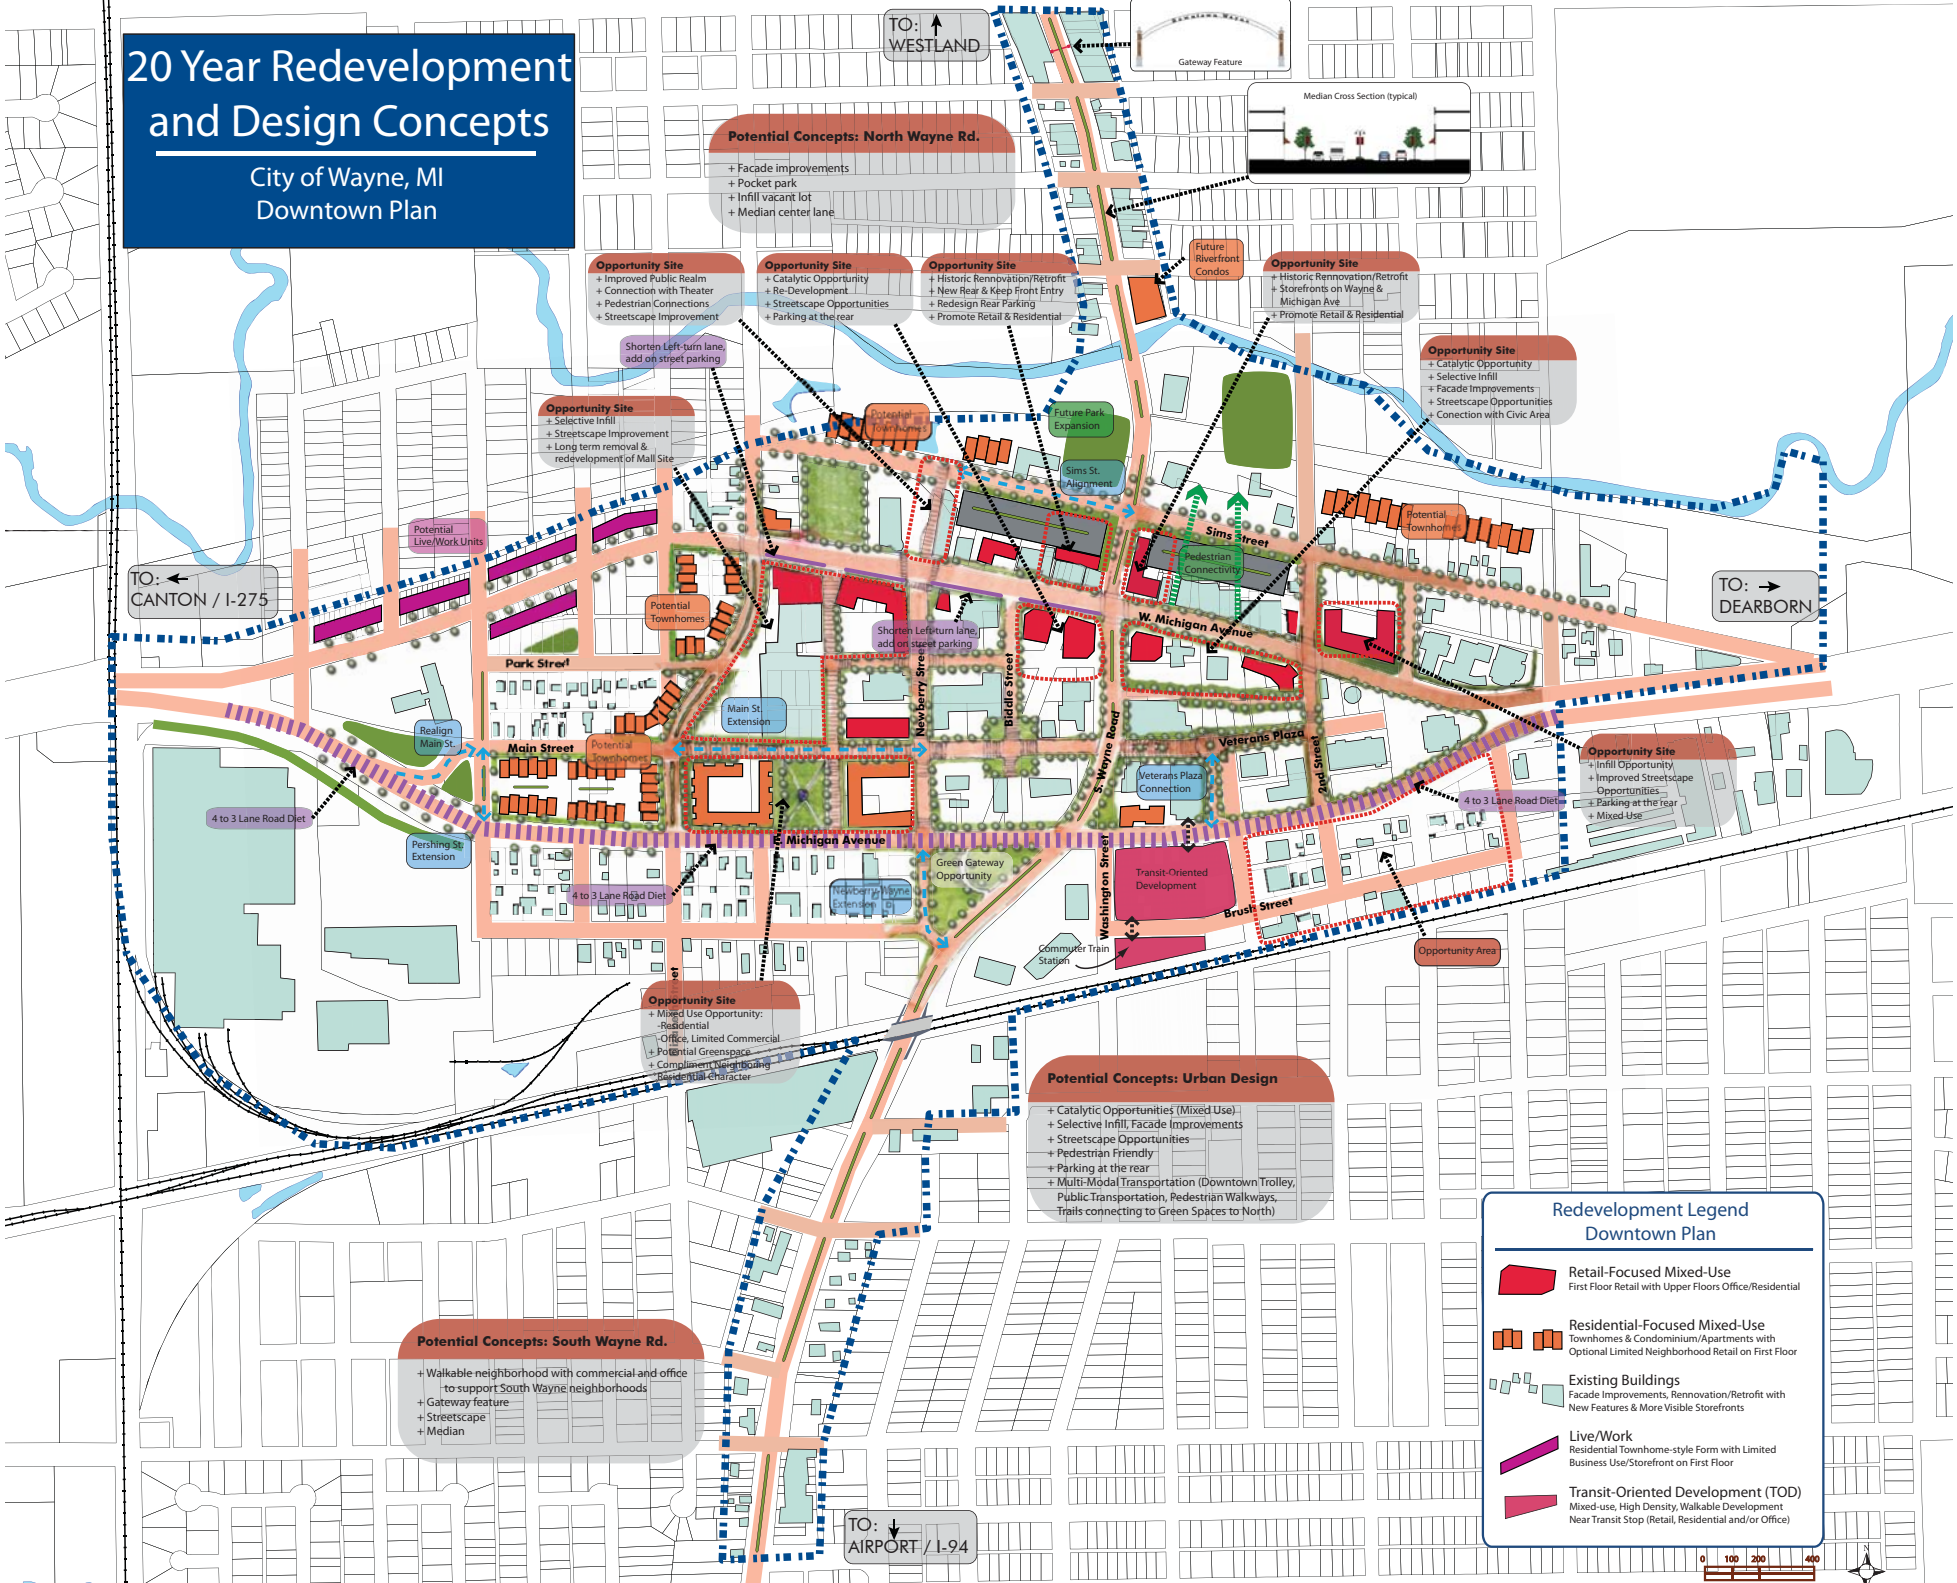 20 Year Redevelopment
and Design Concepts
City of Wayne, MI
Downtown Plan
TO:
WESTLAND
Downtown Wayne
Gateway Feature
Median Cross Section (typical)
Potential Concepts: North Wayne Rd.
+ Facade improvements
+ Pocket park
+ Infill vacant lot
+ Median center lane
Future
Riverfront
Condos
Opportunity Site
+ Improved Public Realm
+ Connection with Theater
+ Pedestrian Connections
+ Streetscape Improvement
Opportunity Site
+ Catalytic Opportunity
+ Re-Development
+ Streetscape Opportunities
+ Parking at the rear
Opportunity Site
+ Historic Rennovation/Retrofit
+ New Rear & Keep Front Entry
+ Redesign Rear Parking
+ Promote Retail & Residential
Opportunity Site
+ Historic Rennovation/Retrofit
+ Storefronts on Wayne &
Michigan Ave
+ Promote Retail & Residential
Shorten Left-turn lane,
add on street parking
Opportunity Site
+ Catalytic Opportunity
+ Selective Infill
+ Facade Improvements
+ Streetscape Opportunities
+ Conection with Civic Area
Opportunity Site
+ Selective Infill
+ Streetscape Improvement
+ Long term removal &
redevelopment of Mall Site
Potential
Townhomes
Future Park
Expansion
Sims St.
Alignment
Potential
Live/Work Units
Potential
Townhomes
Sims Street
Pedestrian
Connectivity
TO:
CANTON / I-275
TO:
DEARBORN
Potential
Townhomes
Shorten Left-turn lane,
add on street parking
W. Michigan Avenue
Park Street
Newberry Street
Biddle Street
S. Wayne Road
Main St.
Extension
Realign
Main St.
Main Street
Potential
Townhomes
Veterans Plaza
2nd Street
Veterans Plaza
Connection
Opportunity Site
+ Infill Opportunity
+ Improved Streetscape
Opportunities
+ Parking at the rear
+ Mixed Use
4 to 3 Lane Road Diet
4 to 3 Lane Road Diet
Pershing St.
Extension
E. Michigan Avenue
Green Gateway
Opportunity
Washington Street
Transit-Oriented
Development
4 to 3 Lane Road Diet
Newberry-Wayne
Extension
Brush Street
Commuter Train
Station
Opportunity Area
Opportunity Site
+ Mixed Use Opportunity:
-Residential
-Office, Limited Commercial
+ Potential Greenspace
+ Compliment Neighboring
Residential Character
Potential Concepts: Urban Design
+ Catalytic Opportunities (Mixed Use)
+ Selective Infill, Facade Improvements
+ Streetscape Opportunities
+ Pedestrian Friendly
+ Parking at the rear
+ Multi-Modal Transportation (Downtown Trolley,
Public Transportation, Pedestrian Walkways,
Trails connecting to Green Spaces to North)
Potential Concepts: South Wayne Rd.
+ Walkable neighborhood with commercial and office
to support South Wayne neighborhoods
+ Gateway feature
+ Streetscape
+ Median
TO:
AIRPORT / I-94
Redevelopment Legend
Downtown Plan
Retail-Focused Mixed-Use
First Floor Retail with Upper Floors Office/Residential
Residential-Focused Mixed-Use
Townhomes & Condominium/Apartments with
Optional Limited Neighborhood Retail on First Floor
Existing Buildings
Facade Improvements, Rennovation/Retrofit with
New Features & More Visible Storefronts
Live/Work
Residential Townhome-style Form with Limited
Business Use/Storefront on First Floor
Transit-Oriented Development (TOD)
Mixed-use, High Density, Walkable Development
Near Transit Stop (Retail, Residential and/or Office)
0 100 200 400
N